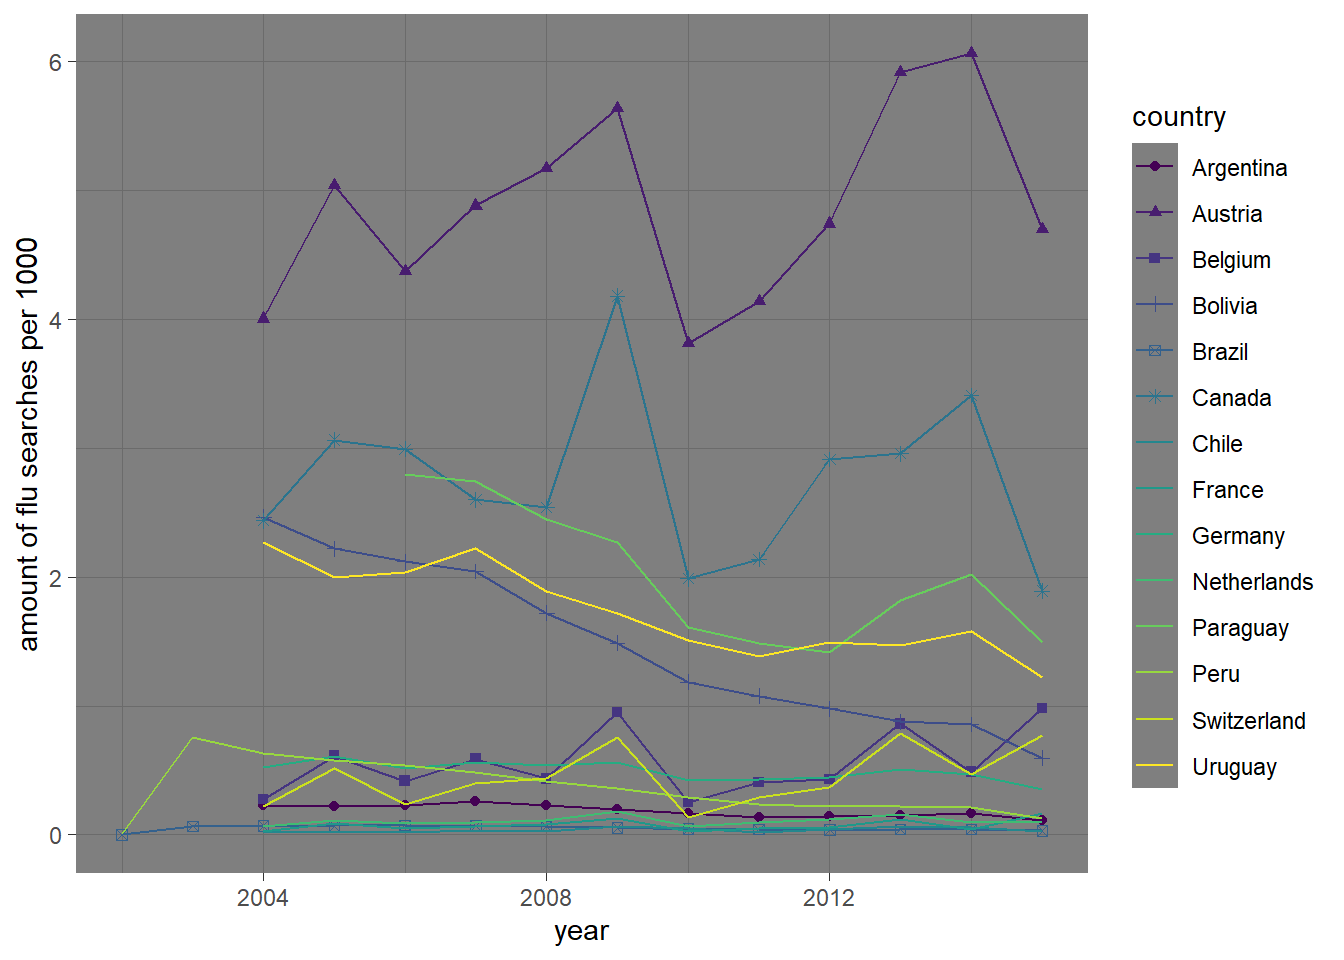 amount of flu searches per 1000
6
4
2
0
2004
2008
2012
year
country
Argentina
Austria
Belgium
Bolivia
Brazil
Canada
Chile
France
Germany
Netherlands
Paraguay
Peru
Switzerland
Uruguay